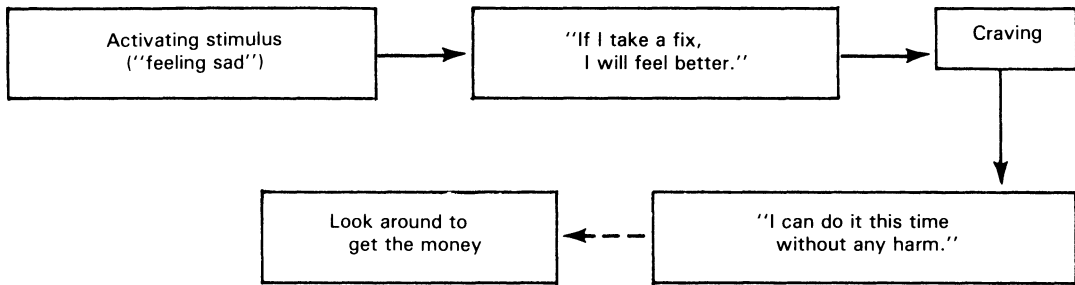 Activating stimulus
(''feeling sad'')
''If I take a fix,
I will feel better.''
Craving
''I can do it this time
without any harm.''
Look around to
get the money